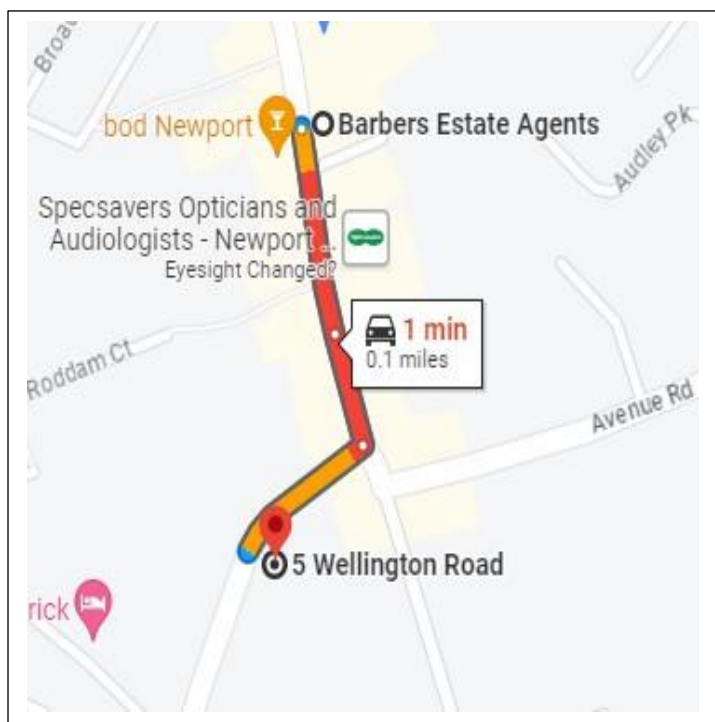 Broa
bod Newport
Barbers Estate Agents
Audley Pk
Specsavers Opticians and
Audiologists - Newport ..
Eyesight Changed?
1 min
0.1 miles
Roddam Ct
Avenue Rd
5 Wellington Road
rick